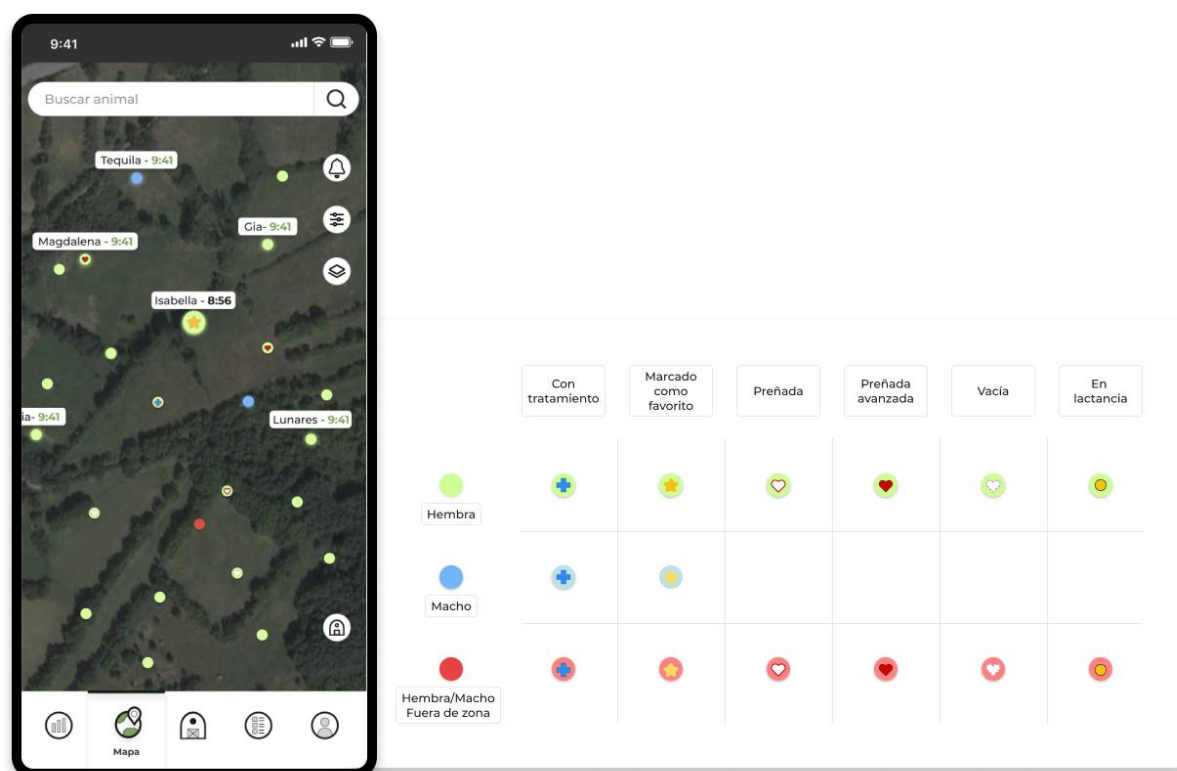 9:41
Buscar animal
Tequila - 9:41
Gia- 9:41
Magdalena - 9:41
Isabella - 8:56
ia- 9:41
Lunares - 9:41
Mapa
Con
tratamiento
Marcado
como
favorito
Preñada
Preñada
avanzada
Vacía
En
lactancia
Hembra
Macho
Hembra/Macho
Fuera de zona